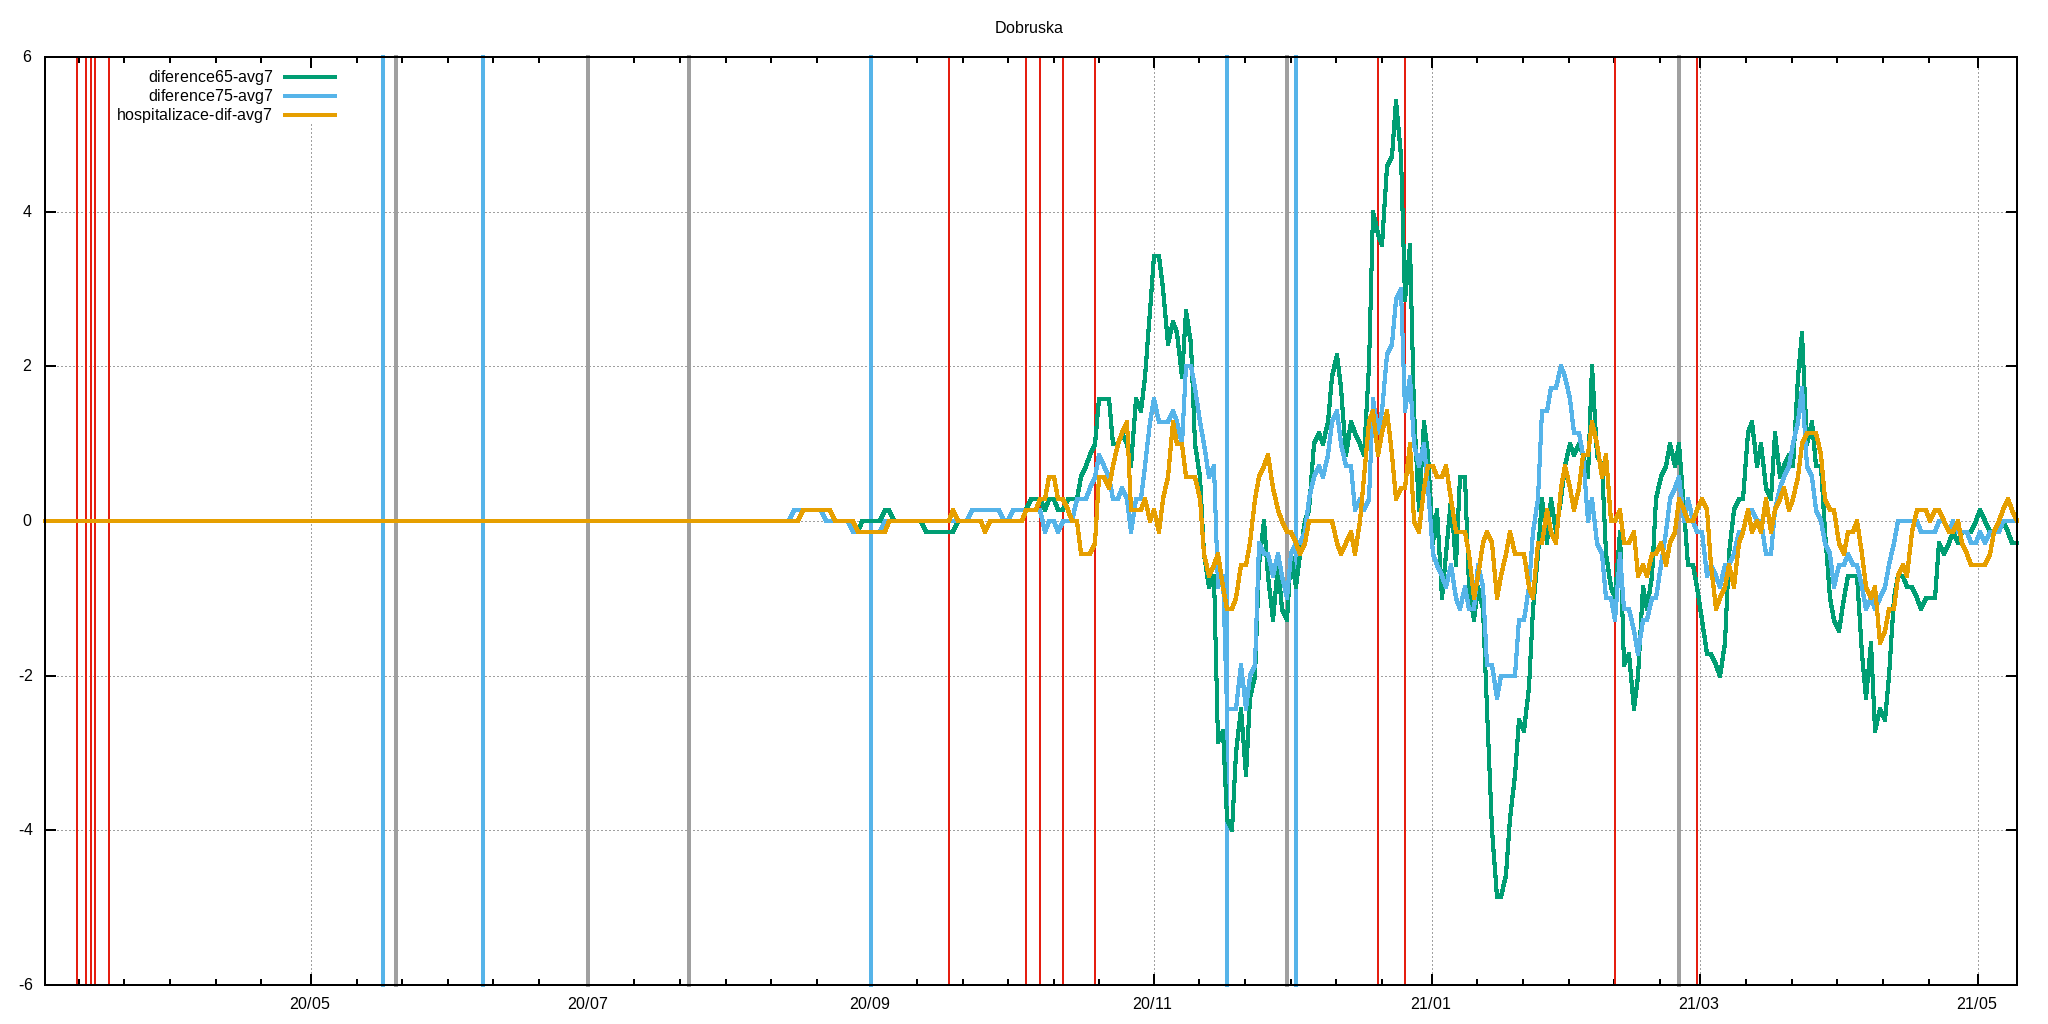 Dobruska
diference65-avg7
diference75-avg7
hospitalizace-dif-avg7
6
4
2
0
-2
-4
-6
20/05 20/07 20/09 20/11 21/01 21/03 21/05